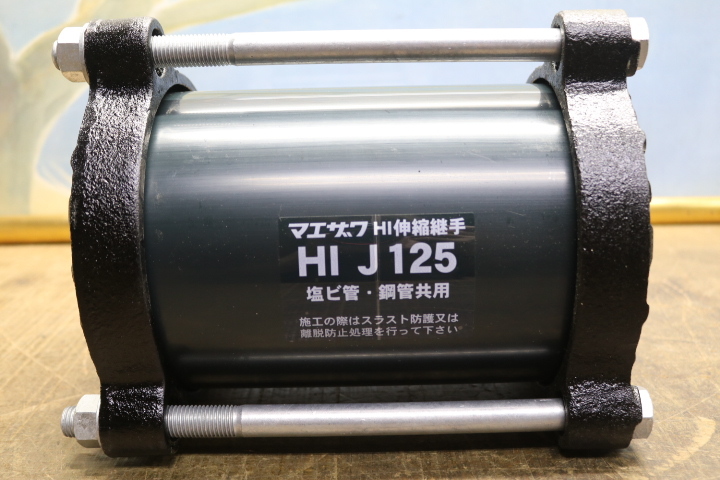 マエザワ HI伸縮継手
HI J 125
塩ビ管・鋼管共用
施工の際はスラスト防護又は
離脱防止処理を行って下さい